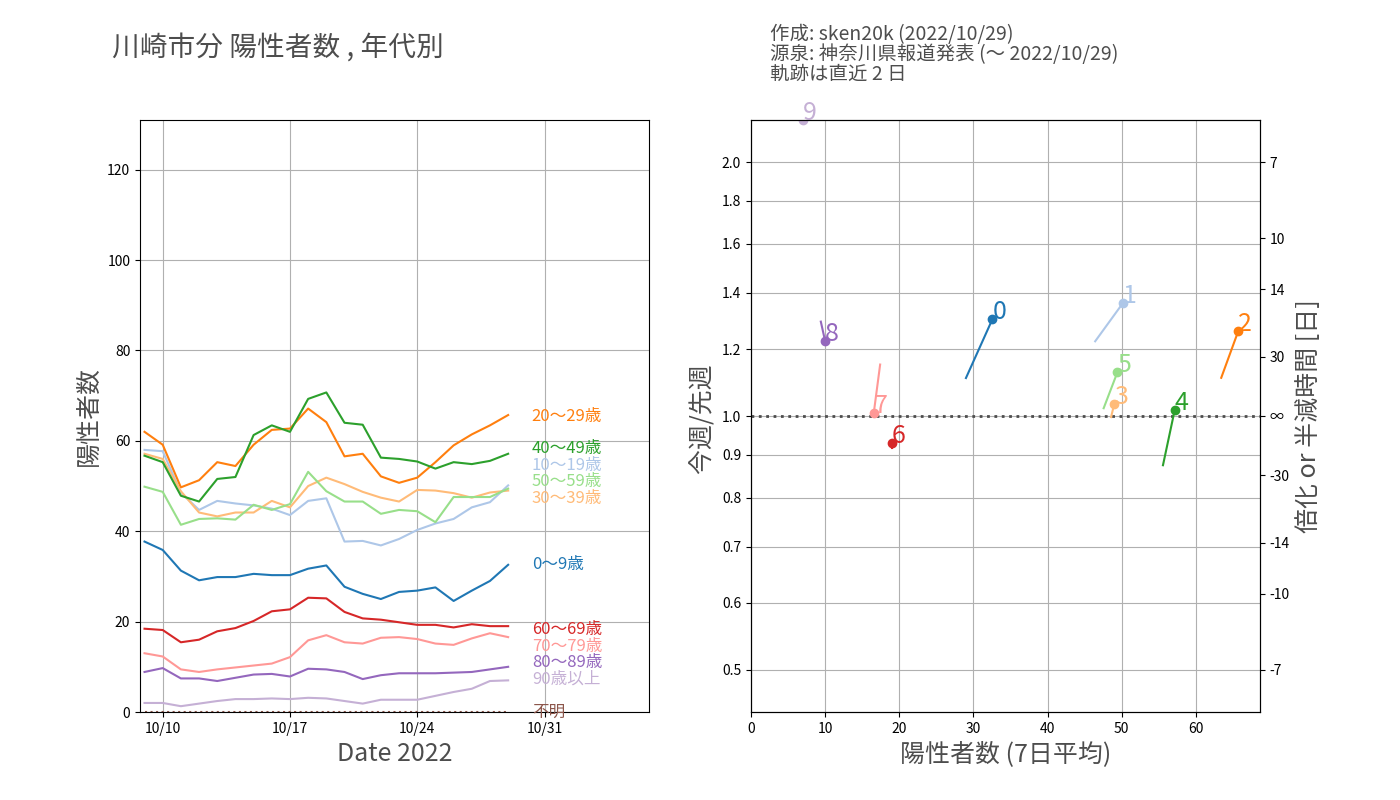 川崎市分 陽性者数 , 年代別
作成: sken20k (2022/10/29)
源泉: 神奈川県報道発表 (〜 2022/10/29)
軌跡は直近 2 日
陽性者数
120
100
80
60
40
20
0
10/10
10/17
10/24
10/31
Date 2022
20〜29歳
40〜49歳
10〜19歳
50〜59歳
30〜39歳
0〜9歳
60〜69歳
70〜79歳
80〜89歳
90歳以上
不明
今週/先週
2.0
1.8
1.6
1.4
1.2
1.0
0.9
0.8
0.7
0.6
0.5
9
0
1
2
8
5
3
7
4
6
0
10
20
30
40
50
60
陽性者数 (7日平均)
7
10
14
30
∞
-30
-14
-10
-7
倍化 or 半減時間 [日]